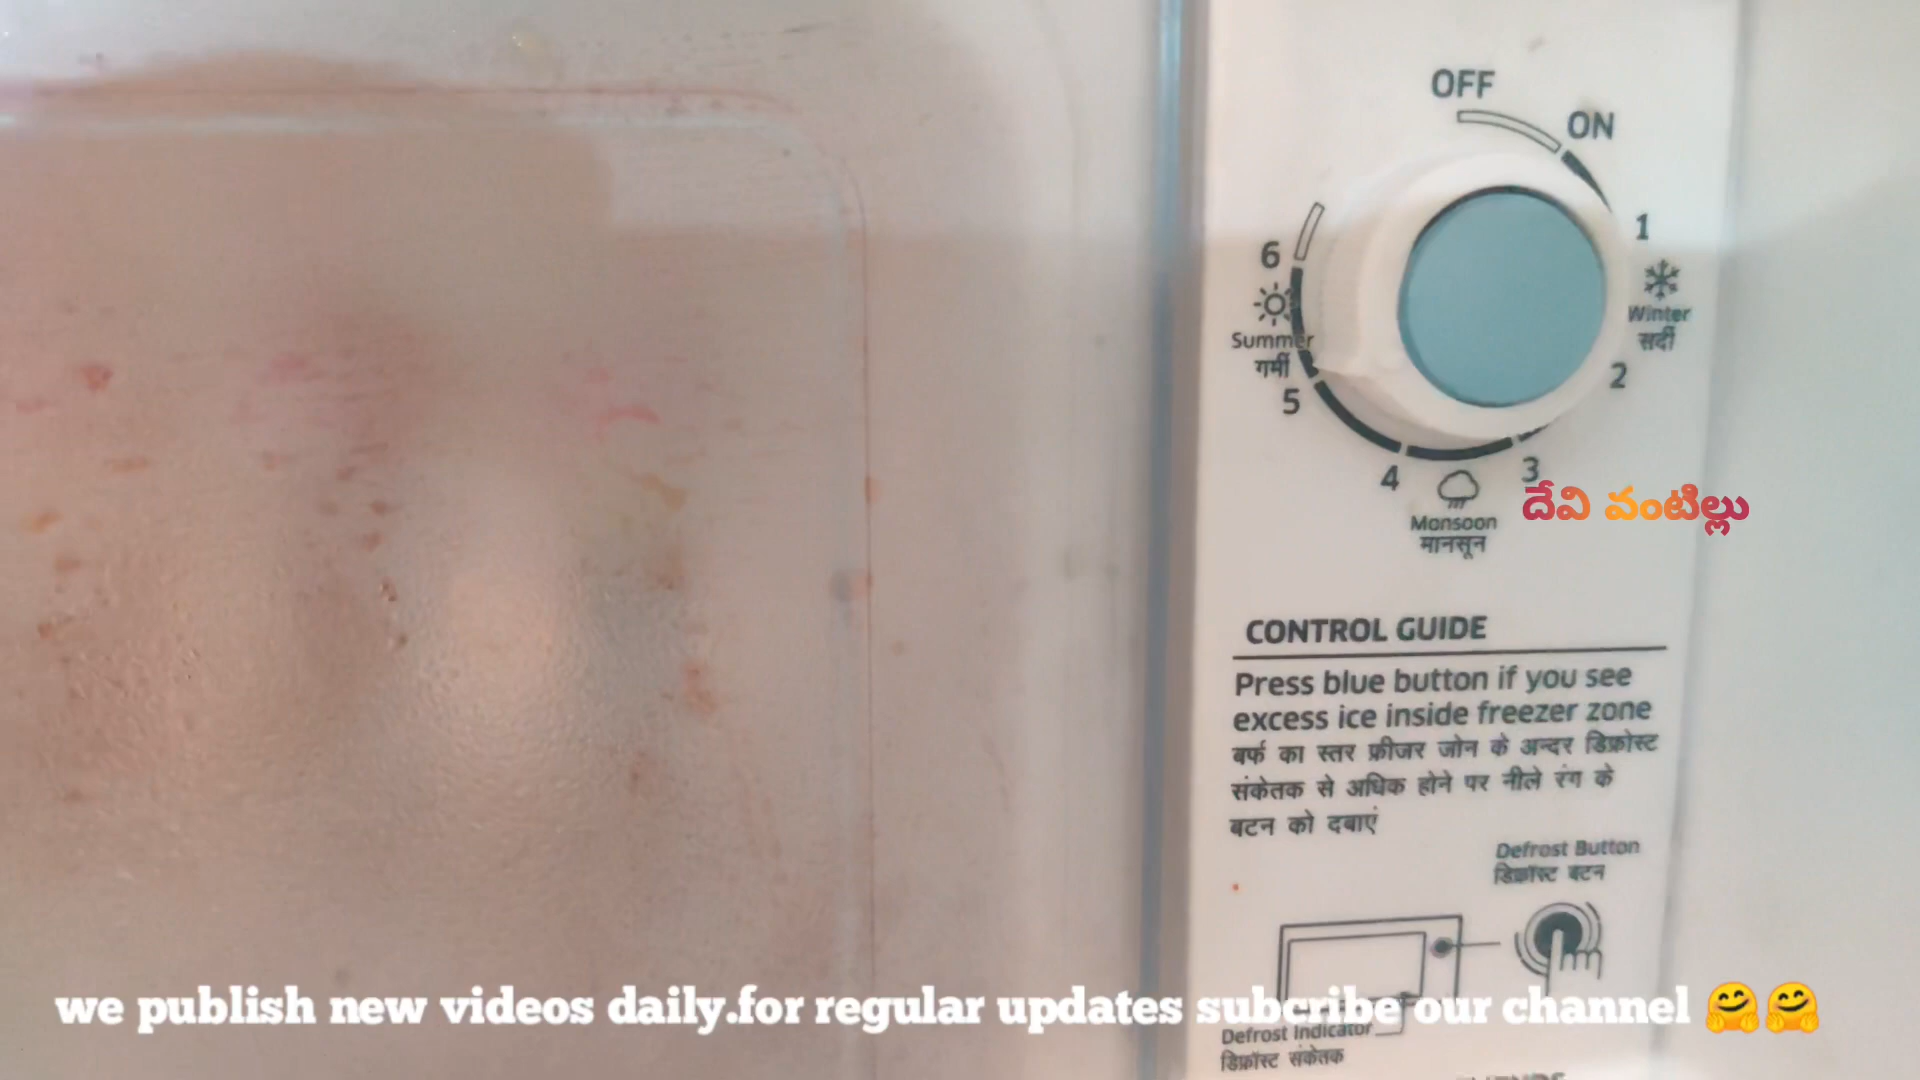 OFF
ON
1
6
Winter
सर्दी
Summer
गर्मी
2
5
3
4
दేవి వంటిల్లు
Monsoon
मानसून
CONTROL GUIDE
Press blue button if you see
excess ice inside freezer zone
बर्फ का स्तर फ्रीजर जोन के अन्दर डिफ्रोस्ट
संकेतक से अधिक होने पर नीले रंग के
बटन को दबाएं
Defrost Button
डिफ्रॉस्ट बटन
we publish new videos daily.for regular updates subcribe our channel 🤗🤗
Defrost Indicator
डिफ्रॉस्ट संकेतक